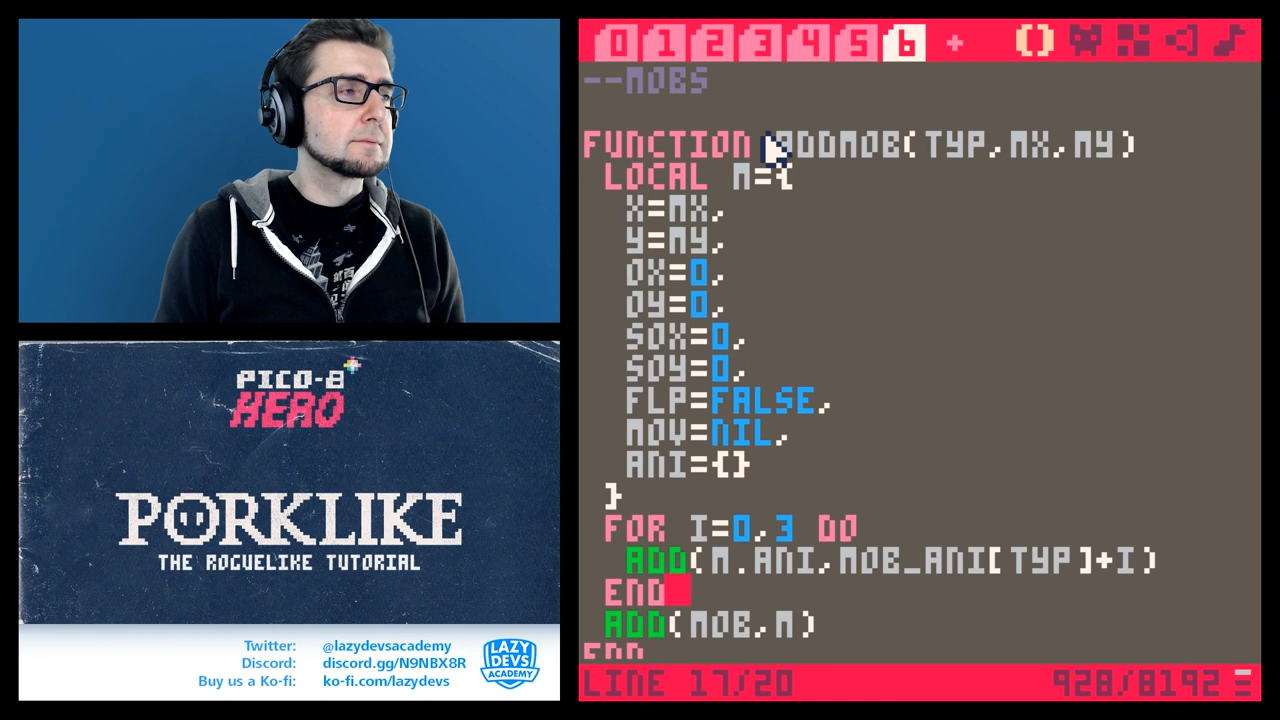 0 1 2 3 4 5 6 +
--MOBS
FUNCTION ADDMOB(TYP,MX,MY)
LOCAL M={
X=MX,
Y=MY,
OX=0,
OY=0,
SOX=0,
SOY=0,
FLP=FALSE,
MOV=NIL,
ANI={}
}
FOR I=0,3 DO
ADD(M.ANI,MOB_ANI[TYP]+I)
END
ADD(MOB,M)
END
LINE 17/20 928/8192
PICO-8
HERO
PORKLIKE
THE ROGUELIKE TUTORIAL
Twitter: @lazydevsacademy
Discord: discord.gg/N9NBX8R
Buy us a Ko-fi: ko-fi.com/lazydevs
LAZY
DEVS
ACADEMY